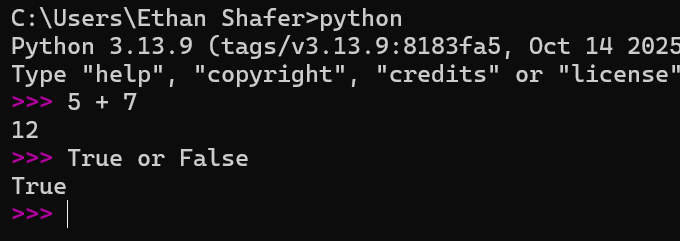 C:\Users\Ethan Shafer>python
Python 3.13.9 (tags/v3.13.9:8183fa5, Oct 14 2025
Type "help", "copyright", "credits" or "license"
>>> 5 + 7
12
>>> True or False
True
>>>